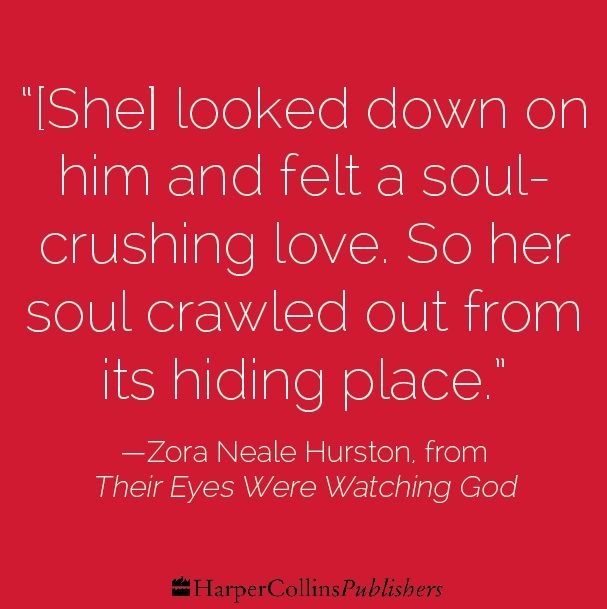 “[She] looked down on
him and felt a soul-
crushing love. So her
soul crawled out from
its hiding place.”
—Zora Neale Hurston, from
Their Eyes Were Watching God
HarperCollinsPublishers